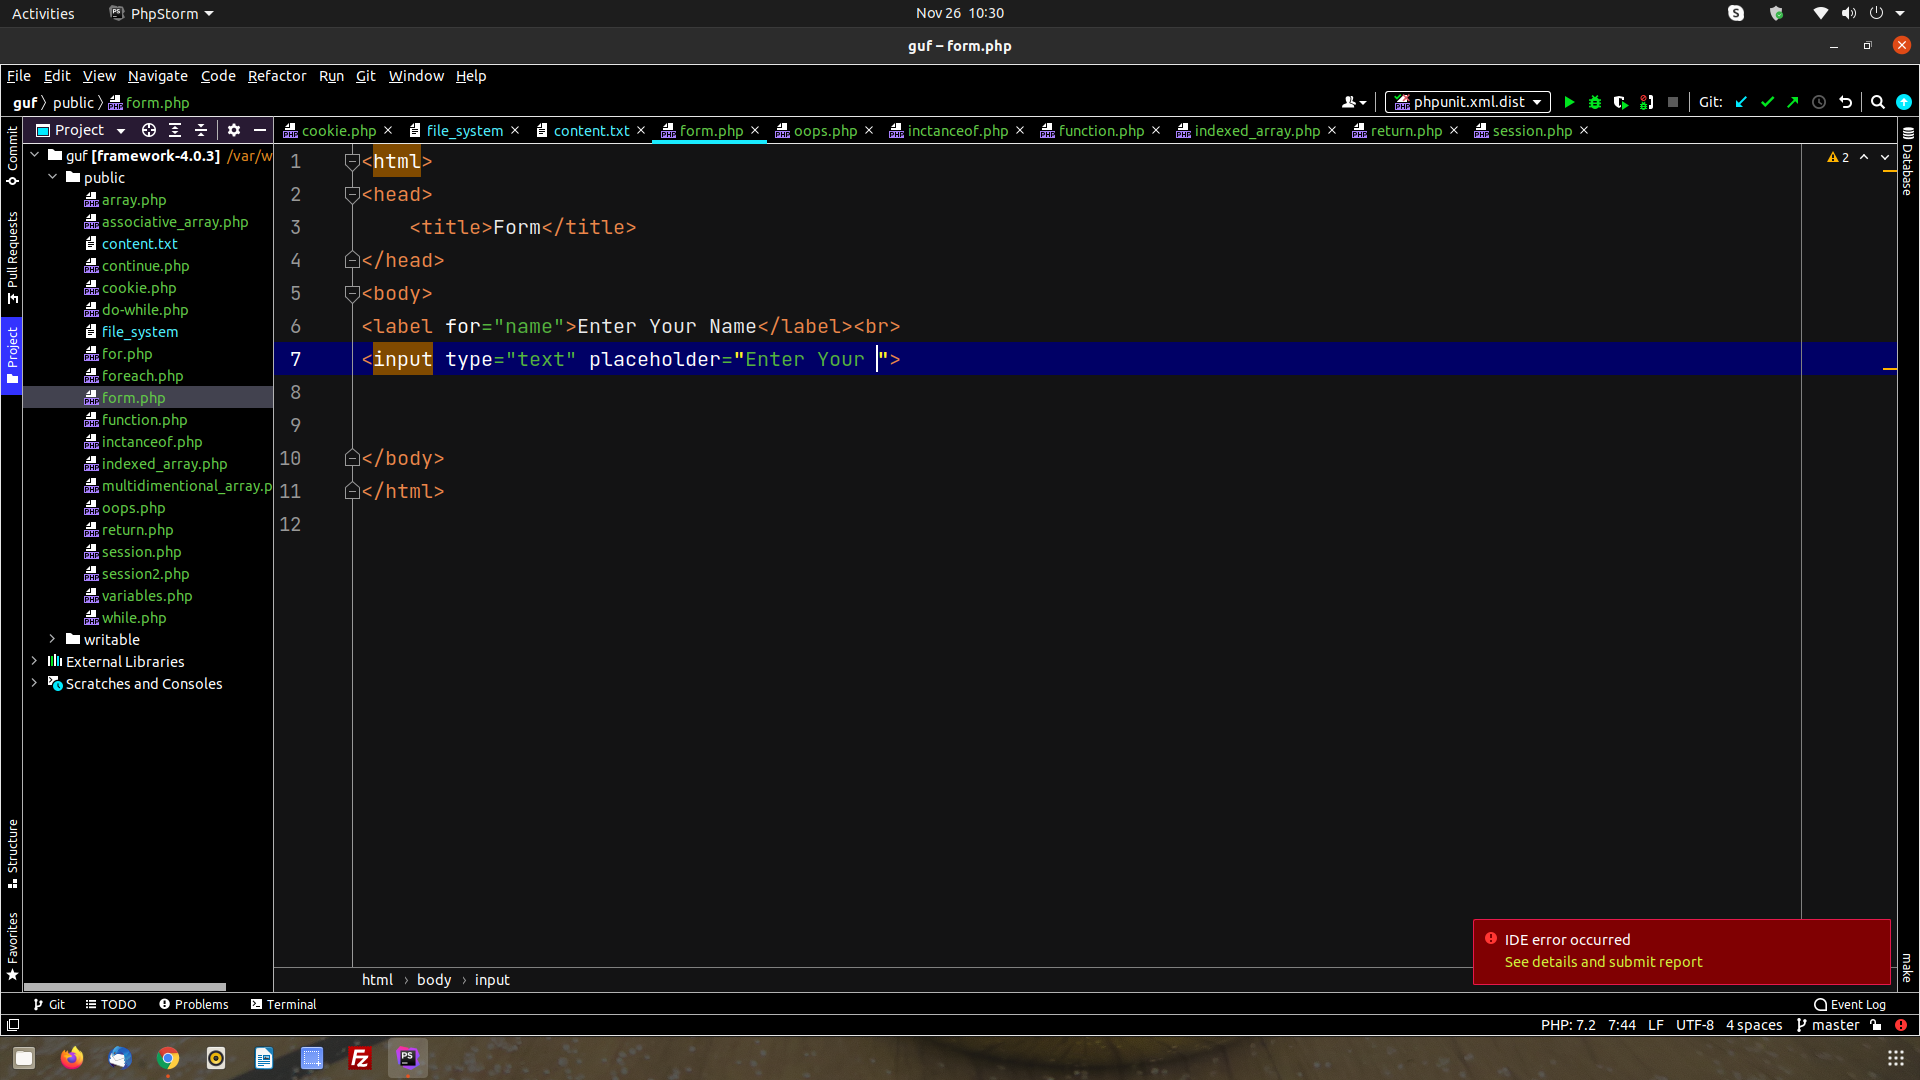 Activities
PhpStorm
Nov 26 10:30
guf – form.php
File Edit View Navigate Code Refactor Run Git Window Help
guf 〉 public 〉 form.php
phpunit.xml.dist
Git:
Project
cookie.php
file_system
content.txt
form.php
oops.php
inctanceof.php
function.php
indexed_array.php
return.php
session.php
Commit
Pull Requests
Project
Structure
Favorites
guf [framework-4.0.3] /var/w
public
array.php
associative_array.php
content.txt
continue.php
cookie.php
do-while.php
file_system
for.php
foreach.php
form.php
function.php
inctanceof.php
indexed_array.php
multidimentional_array.p
oops.php
return.php
session.php
session2.php
variables.php
while.php
writable
External Libraries
Scratches and Consoles
1 <html>
2 <head>
3 <title>Form</title>
4 </head>
5 <body>
6 <label for="name">Enter Your Name</label><br>
7 <input type="text" placeholder="Enter Your ">
8
9
10 </body>
11 </html>
12
2
Database
make
IDE error occurred
See details and submit report
html › body › input
Git TODO Problems Terminal
Event Log
PHP: 7.2 7:44 LF UTF-8 4 spaces master